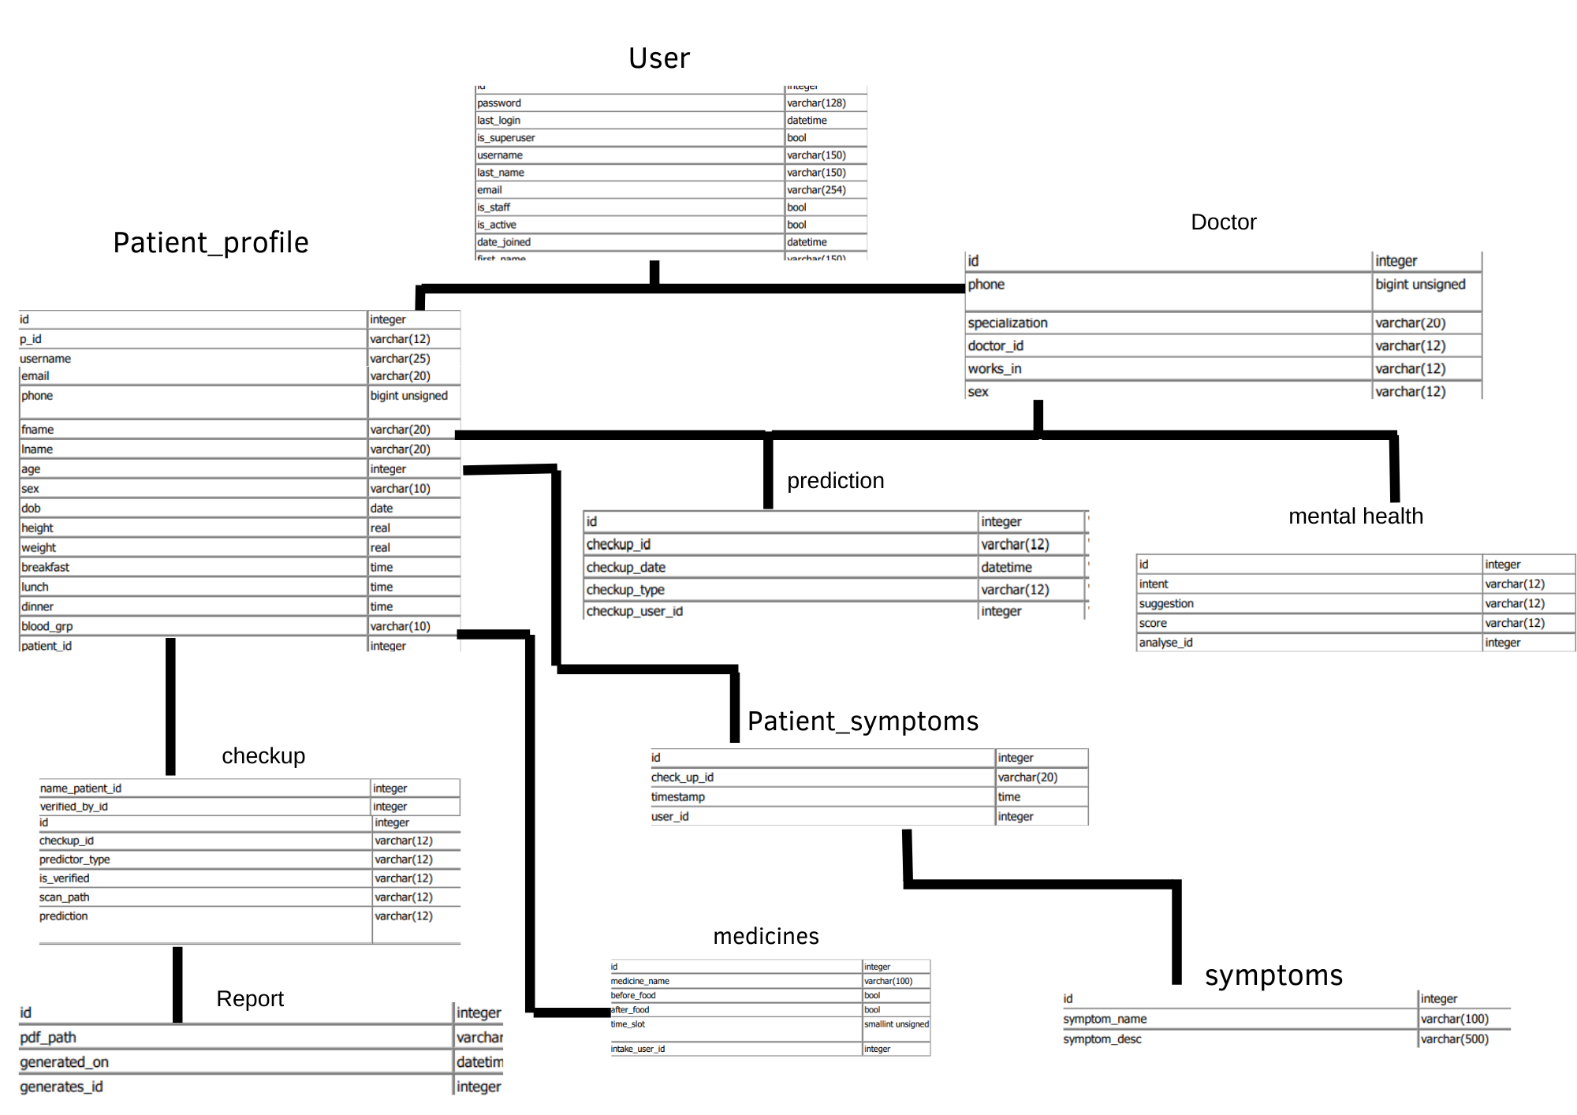 User
id integer
password varchar(128)
last_login datetime
is_superuser bool
username varchar(150)
last_name varchar(150)
email varchar(254)
is_staff bool
is_active bool
date_joined datetime
first_name varchar(150)
Patient_profile
id integer
p_id varchar(12)
username varchar(25)
email varchar(20)
phone bigint unsigned
fname varchar(20)
lname varchar(20)
age integer
sex varchar(10)
dob date
height real
weight real
breakfast time
lunch time
dinner time
blood_grp varchar(10)
patient_id integer
Doctor
id integer
phone bigint unsigned
specialization varchar(20)
doctor_id varchar(12)
works_in varchar(12)
sex varchar(12)
prediction
id integer
checkup_id varchar(12)
checkup_date datetime
checkup_type varchar(12)
checkup_user_id integer
mental health
id integer
intent varchar(12)
suggestion varchar(12)
score varchar(12)
analyse_id integer
Patient_symptoms
id integer
check_up_id varchar(20)
timestamp time
user_id integer
checkup
name_patient_id integer
verified_by_id integer
id integer
checkup_id varchar(12)
predictor_type varchar(12)
is_verified varchar(12)
scan_path varchar(12)
prediction varchar(12)
medicines
id integer
medicine_name varchar(100)
before_food bool
after_food bool
time_slot smallint unsigned
intake_user_id integer
symptoms
id integer
symptom_name varchar(100)
symptom_desc varchar(500)
Report
id integer
pdf_path varchar
generated_on datetim
generates_id integer